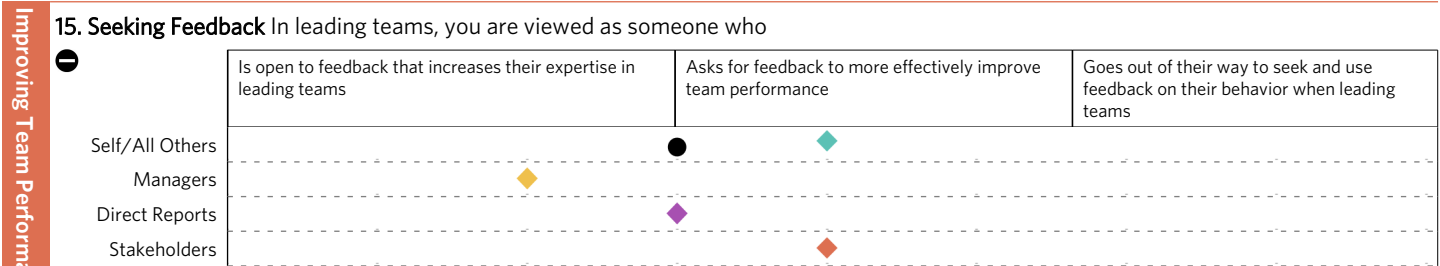 15. Seeking Feedback In leading teams, you are viewed as someone who
Is open to feedback that increases their expertise in
leading teams
Asks for feedback to more effectively improve
team performance
Goes out of their way to seek and use
feedback on their behavior when leading
teams
Self/All Others
Managers
Direct Reports
Stakeholders
Improving Team Performa